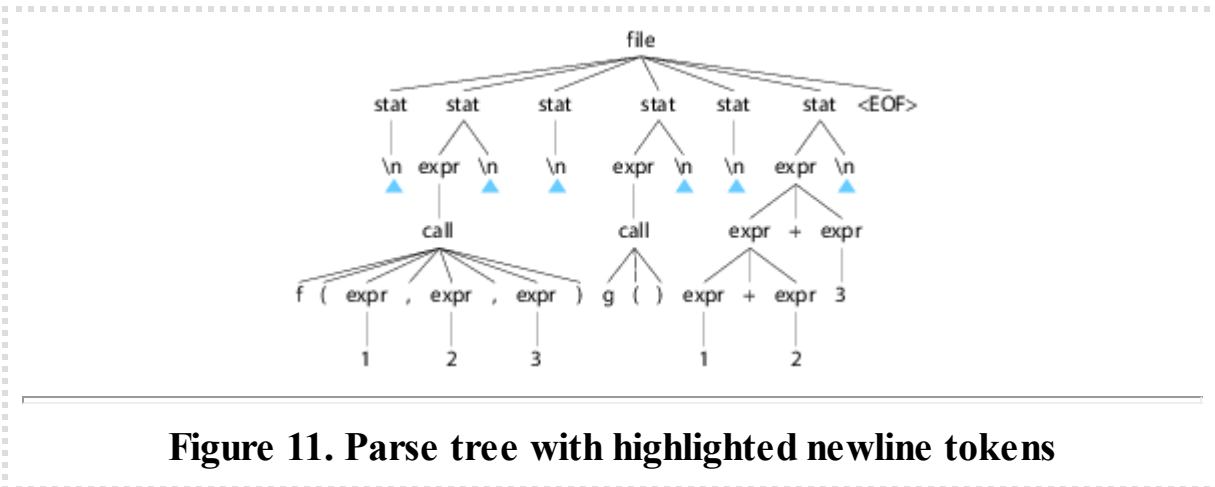 file
stat stat stat stat stat stat <EOF>
\n expr \n \n expr \n \n expr \n
call call expr + expr
f ( expr , expr , expr ) g ( ) expr + expr 3
1 2 3 1 2
Figure 11. Parse tree with highlighted newline tokens